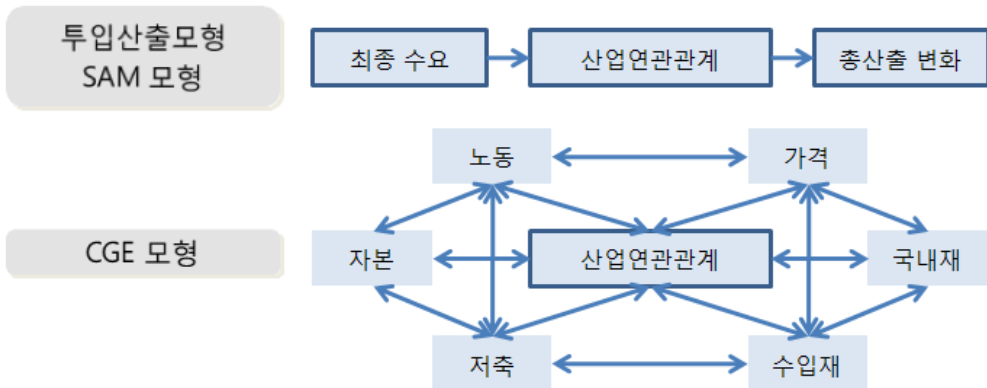 투입산출모형
SAM 모형
최종 수요
산업연관관계
총산출 변화
노동
가격
CGE 모형
자본
산업연관관계
국내재
저축
수입재